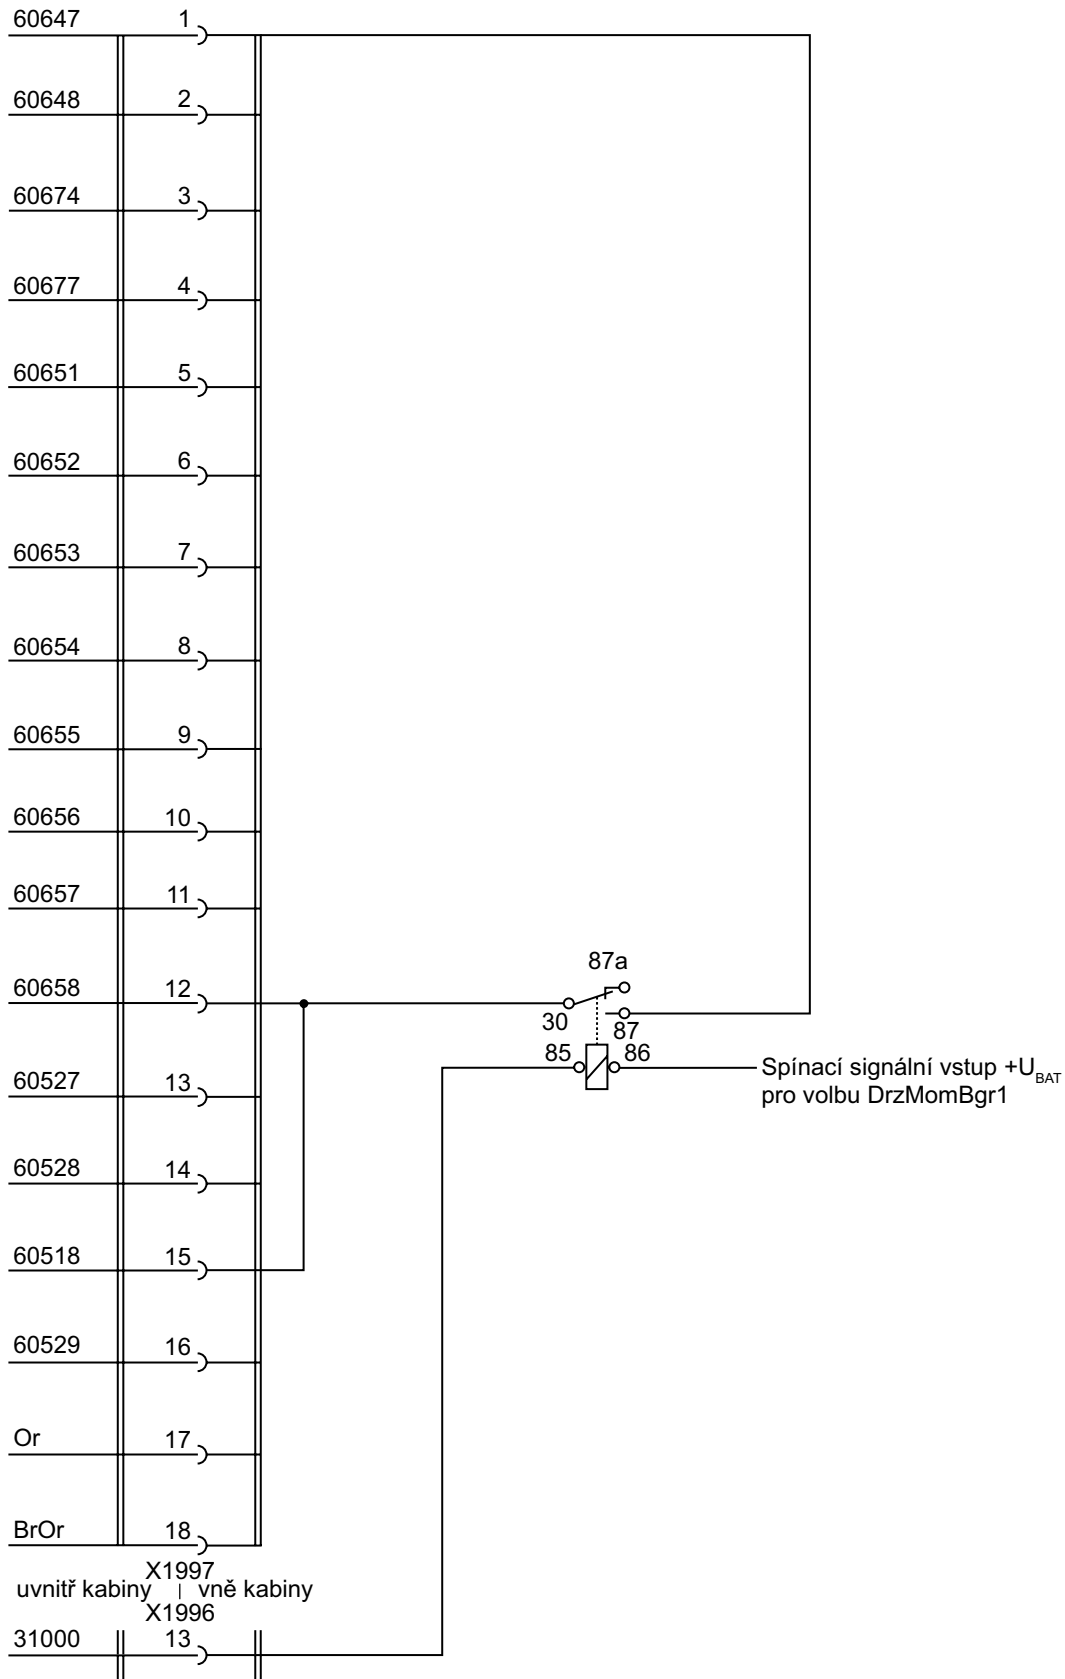 60647 1
60648 2
60674 3
60677 4
60651 5
60652 6
60653 7
60654 8
60655 9
60656 10
60657 11
87a
60658 12
30
87
85
86
Spínací signální vstup +U_BAT
pro volbu DrzMomBgr1
60527 13
60528 14
60518 15
60529 16
Or 17
BrOr 18
X1997
uvnitř kabiny | vně kabiny
X1996
31000 13